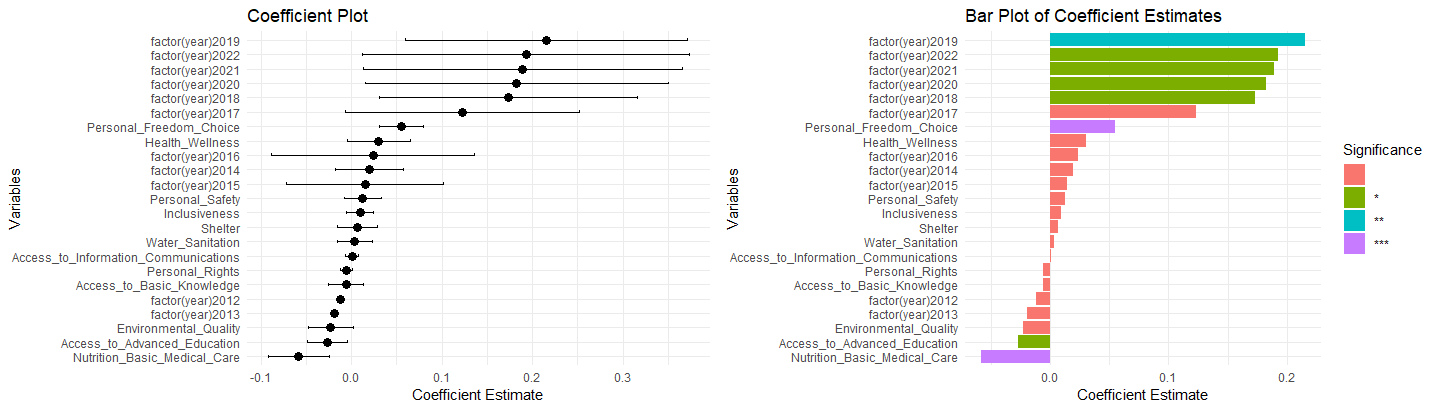 Coefficient Plot
Variables
factor(year)2019
factor(year)2022
factor(year)2021
factor(year)2020
factor(year)2018
factor(year)2017
Personal_Freedom_Choice
Health_Wellness
factor(year)2016
factor(year)2014
factor(year)2015
Personal_Safety
Inclusiveness
Shelter
Water_Sanitation
Access_to_Information_Communications
Personal_Rights
Access_to_Basic_Knowledge
factor(year)2012
factor(year)2013
Environmental_Quality
Access_to_Advanced_Education
Nutrition_Basic_Medical_Care
-0.1 0.0 0.1 0.2 0.3
Coefficient Estimate
Bar Plot of Coefficient Estimates
Variables
factor(year)2019
factor(year)2022
factor(year)2021
factor(year)2020
factor(year)2018
factor(year)2017
Personal_Freedom_Choice
Health_Wellness
factor(year)2016
factor(year)2014
factor(year)2015
Personal_Safety
Inclusiveness
Shelter
Water_Sanitation
Access_to_Information_Communications
Personal_Rights
Access_to_Basic_Knowledge
factor(year)2012
factor(year)2013
Environmental_Quality
Access_to_Advanced_Education
Nutrition_Basic_Medical_Care
0.0 0.1 0.2
Coefficient Estimate
Significance
*
**
***